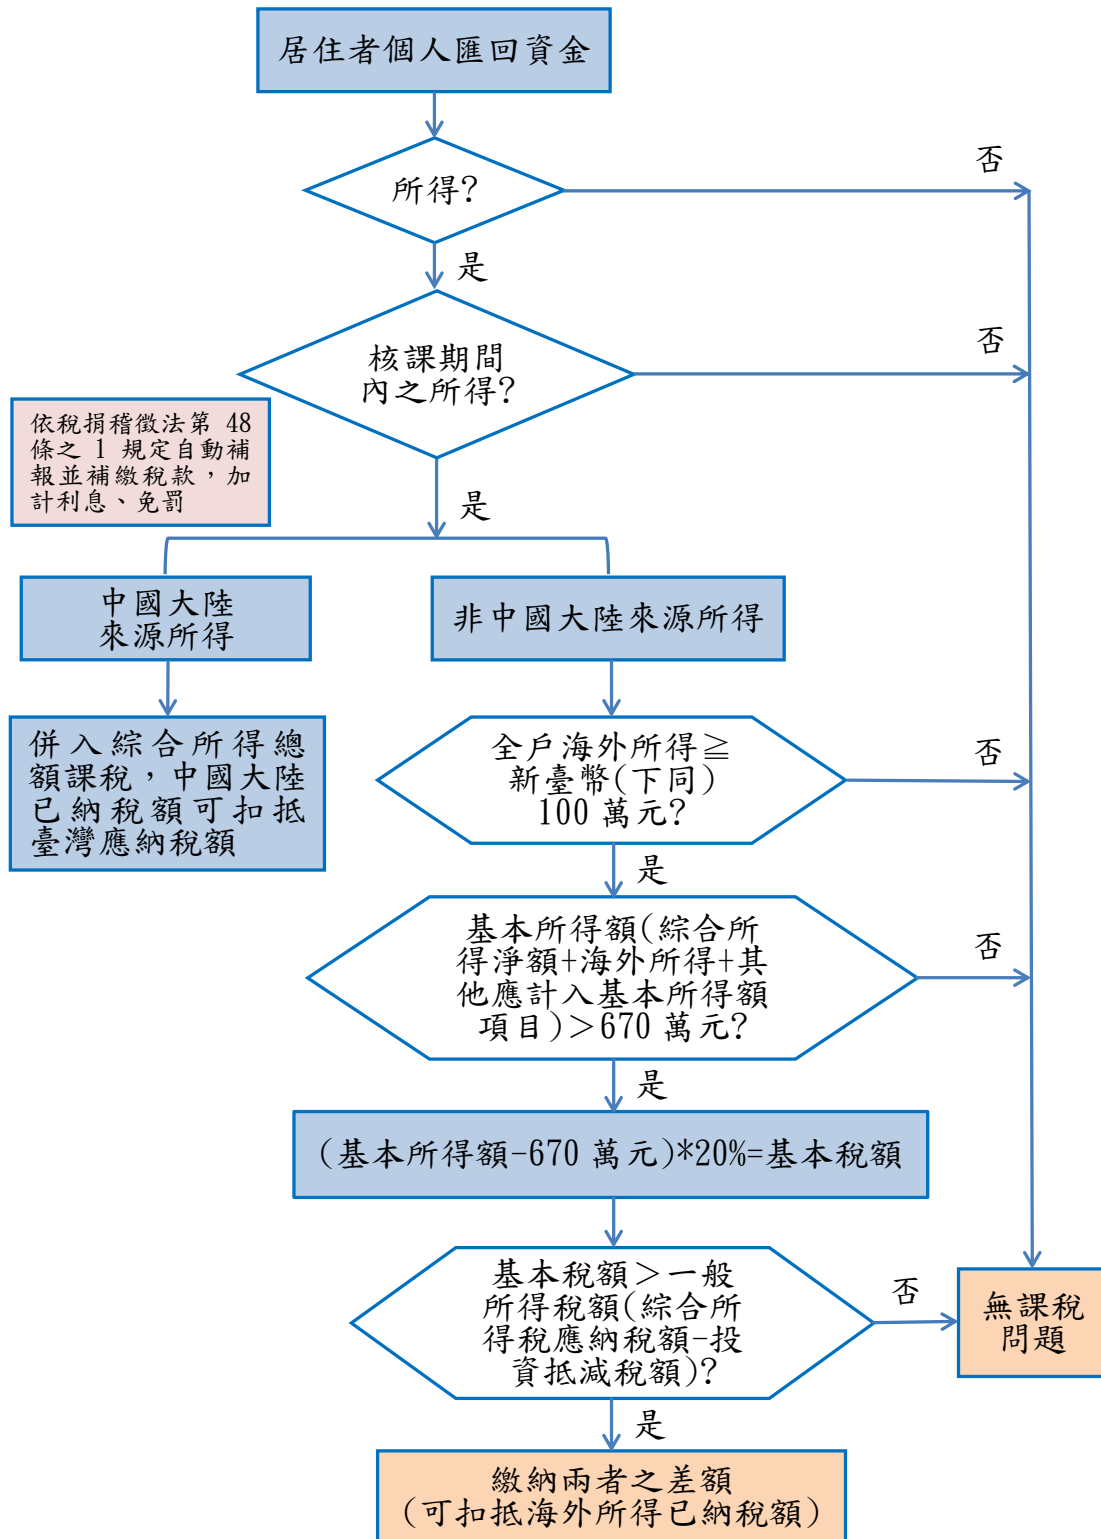 居住者個人匯回資金
否
所得?
是
否
核課期間
內之所得?
依稅捐稽徵法第 48
條之 1 規定自動補
報並補繳稅款，加
計利息、免罰
是
中國大陸
來源所得
非中國大陸來源所得
併入綜合所得總
額課稅，中國大陸
已納稅額可扣抵
臺灣應納稅額
全戶海外所得≧
新臺幣(下同)
100 萬元?
否
是
基本所得額(綜合所
得淨額+海外所得+其
他應計入基本所得額
項目)＞670 萬元?
否
是
(基本所得額-670 萬元)*20%=基本稅額
基本稅額＞一般
所得稅額(綜合所
得稅應納稅額-投
資抵減稅額)?
否
無課稅
問題
是
繳納兩者之差額
(可扣抵海外所得已納稅額)